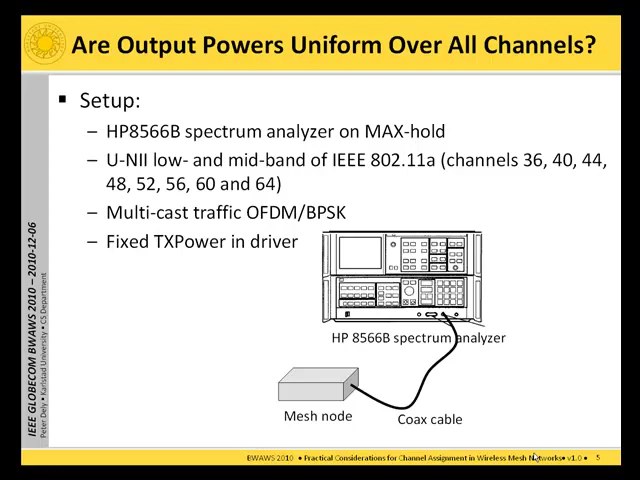 Are Output Powers Uniform Over All Channels?
▪ Setup:
– HP8566B spectrum analyzer on MAX-hold
– U-NII low- and mid-band of IEEE 802.11a (channels 36, 40, 44,
48, 52, 56, 60 and 64)
– Multi-cast traffic OFDM/BPSK
– Fixed TXPower in driver
HP 8566B spectrum analyzer
Mesh node
Coax cable
IEEE GLOBECOM BWAWS 2010 – 2010-12-06
Peter Dely • Karlstad University • CS Department
BWAWS 2010 • Practical Considerations for Channel Assignment in Wireless Mesh Networks • v1.0 • 5